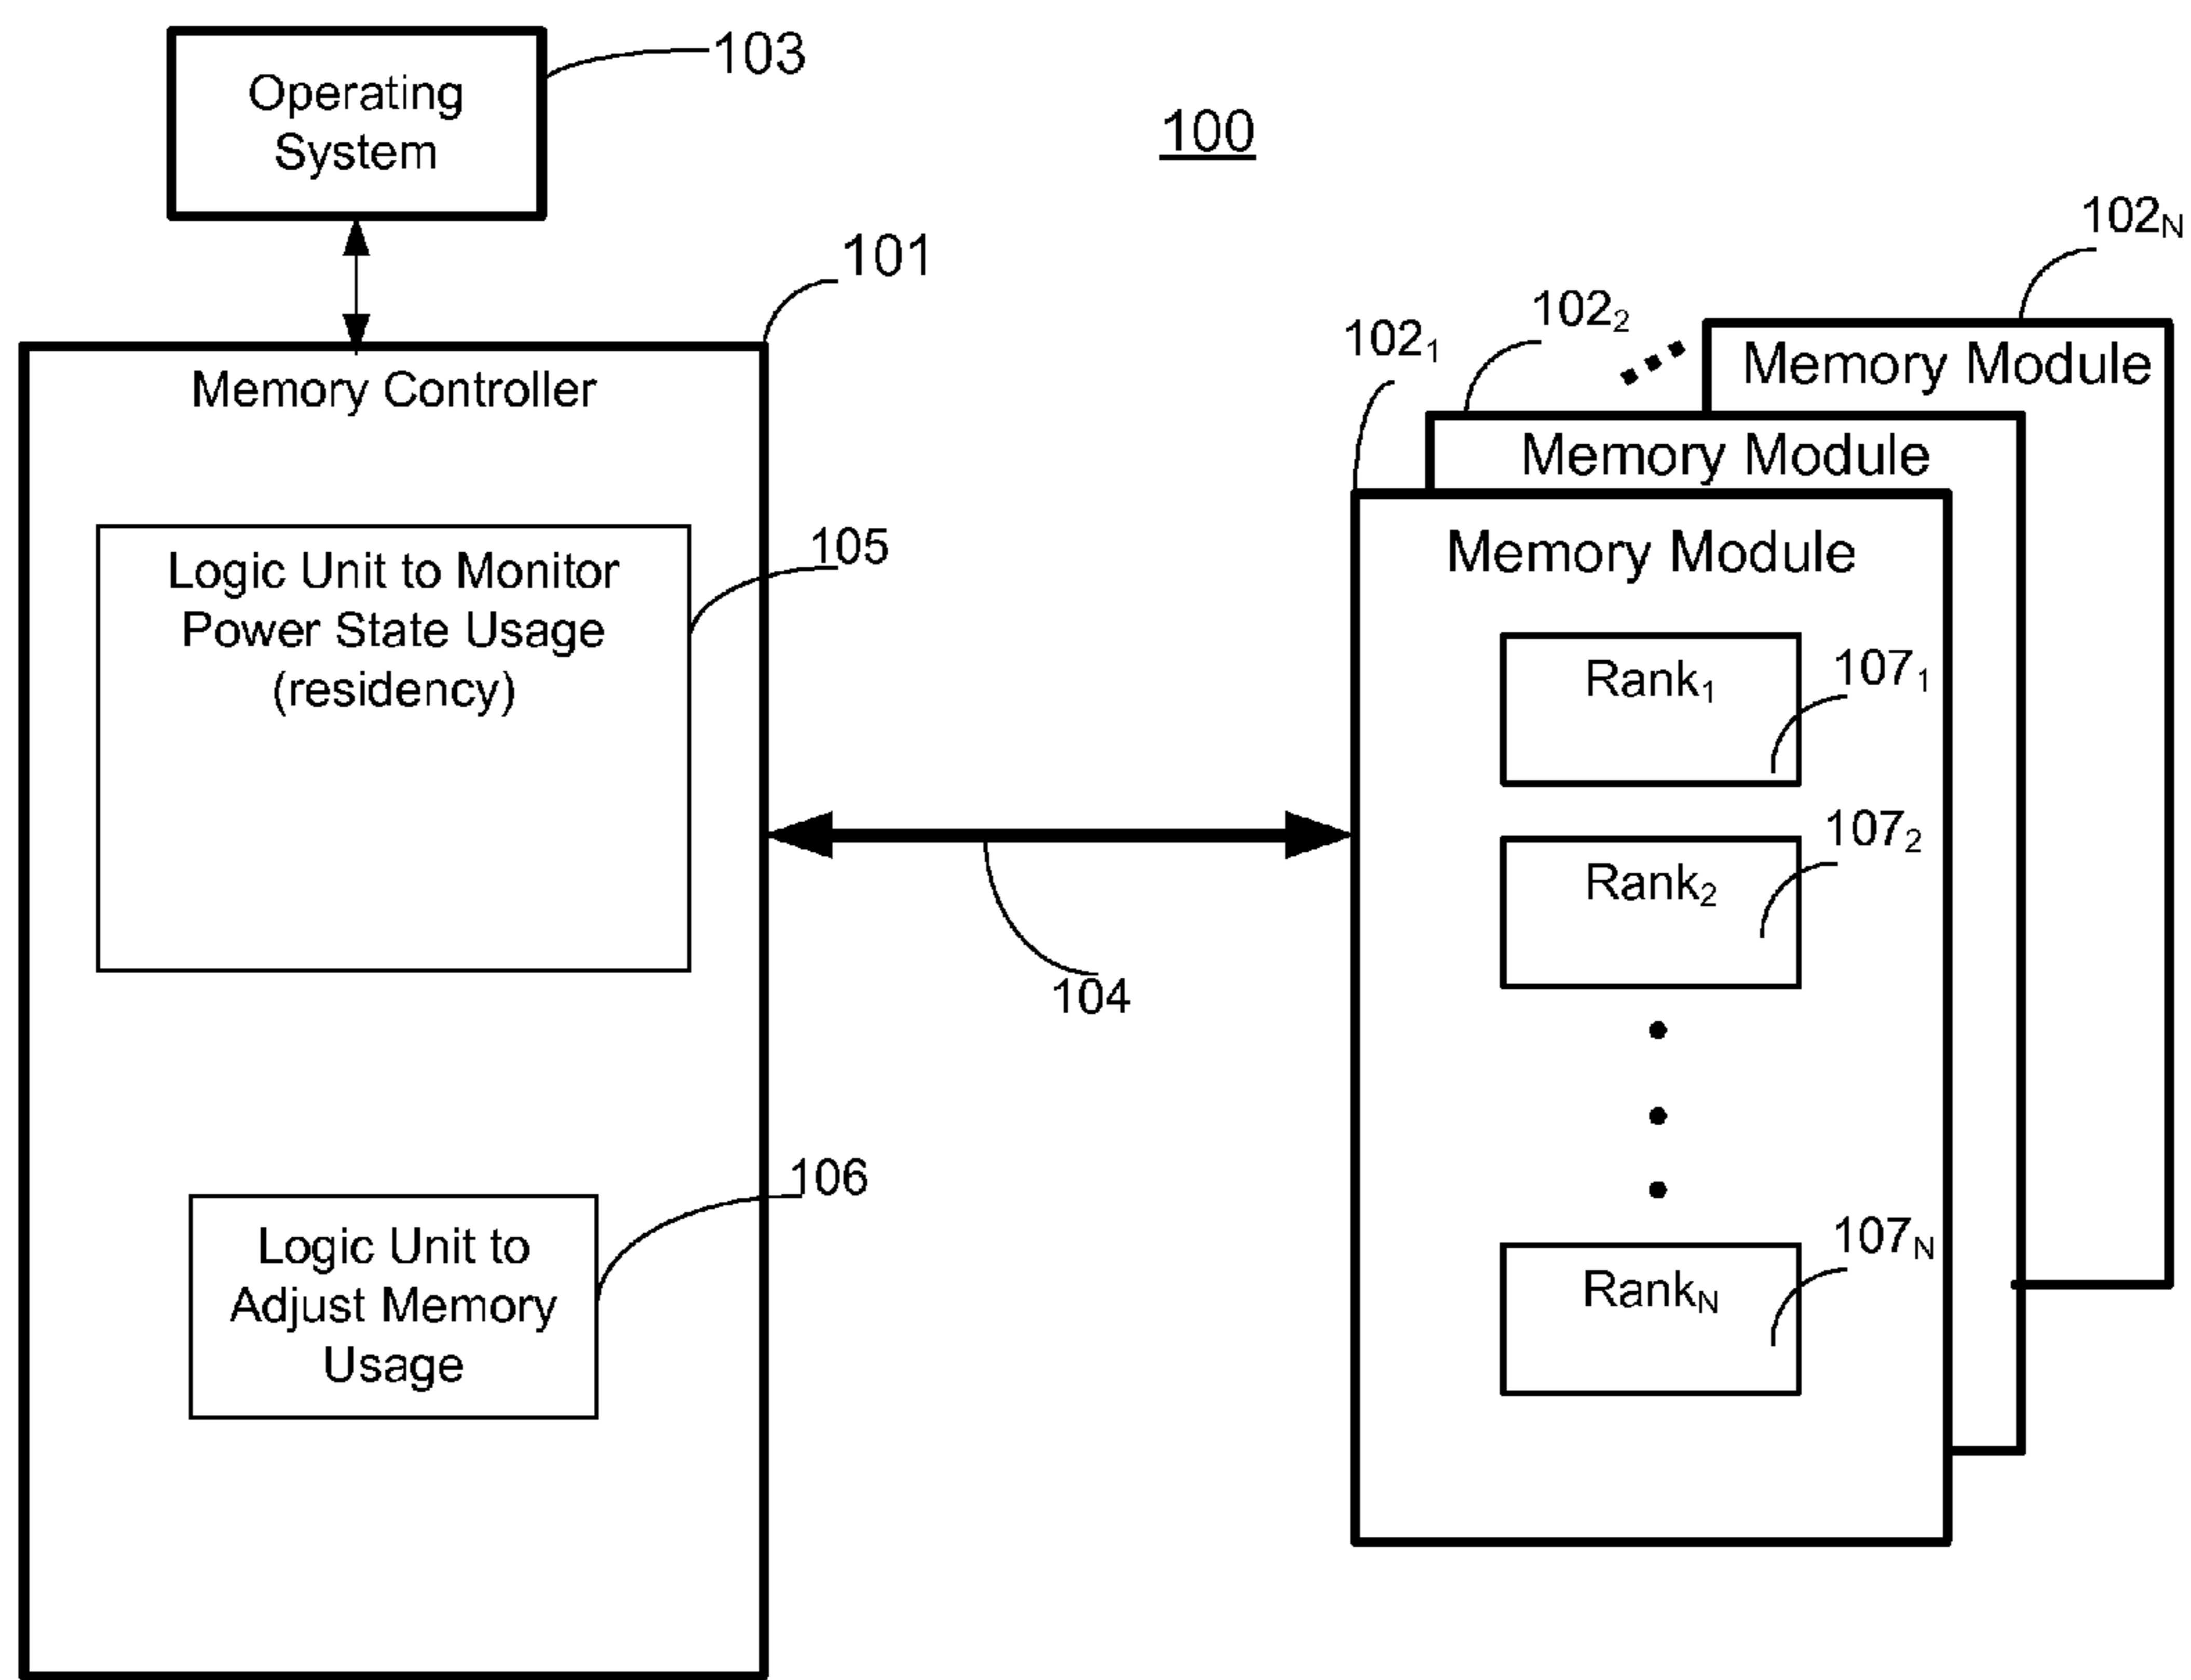 Operating
System
103
100
101
102N
1022
1021
Memory Controller
Memory Module
Memory Module
Memory Module
Logic Unit to Monitor
Power State Usage
(residency)
105
Rank1
1071
Rank2
1072
104
106
Logic Unit to
Adjust Memory
Usage
RankN
107N